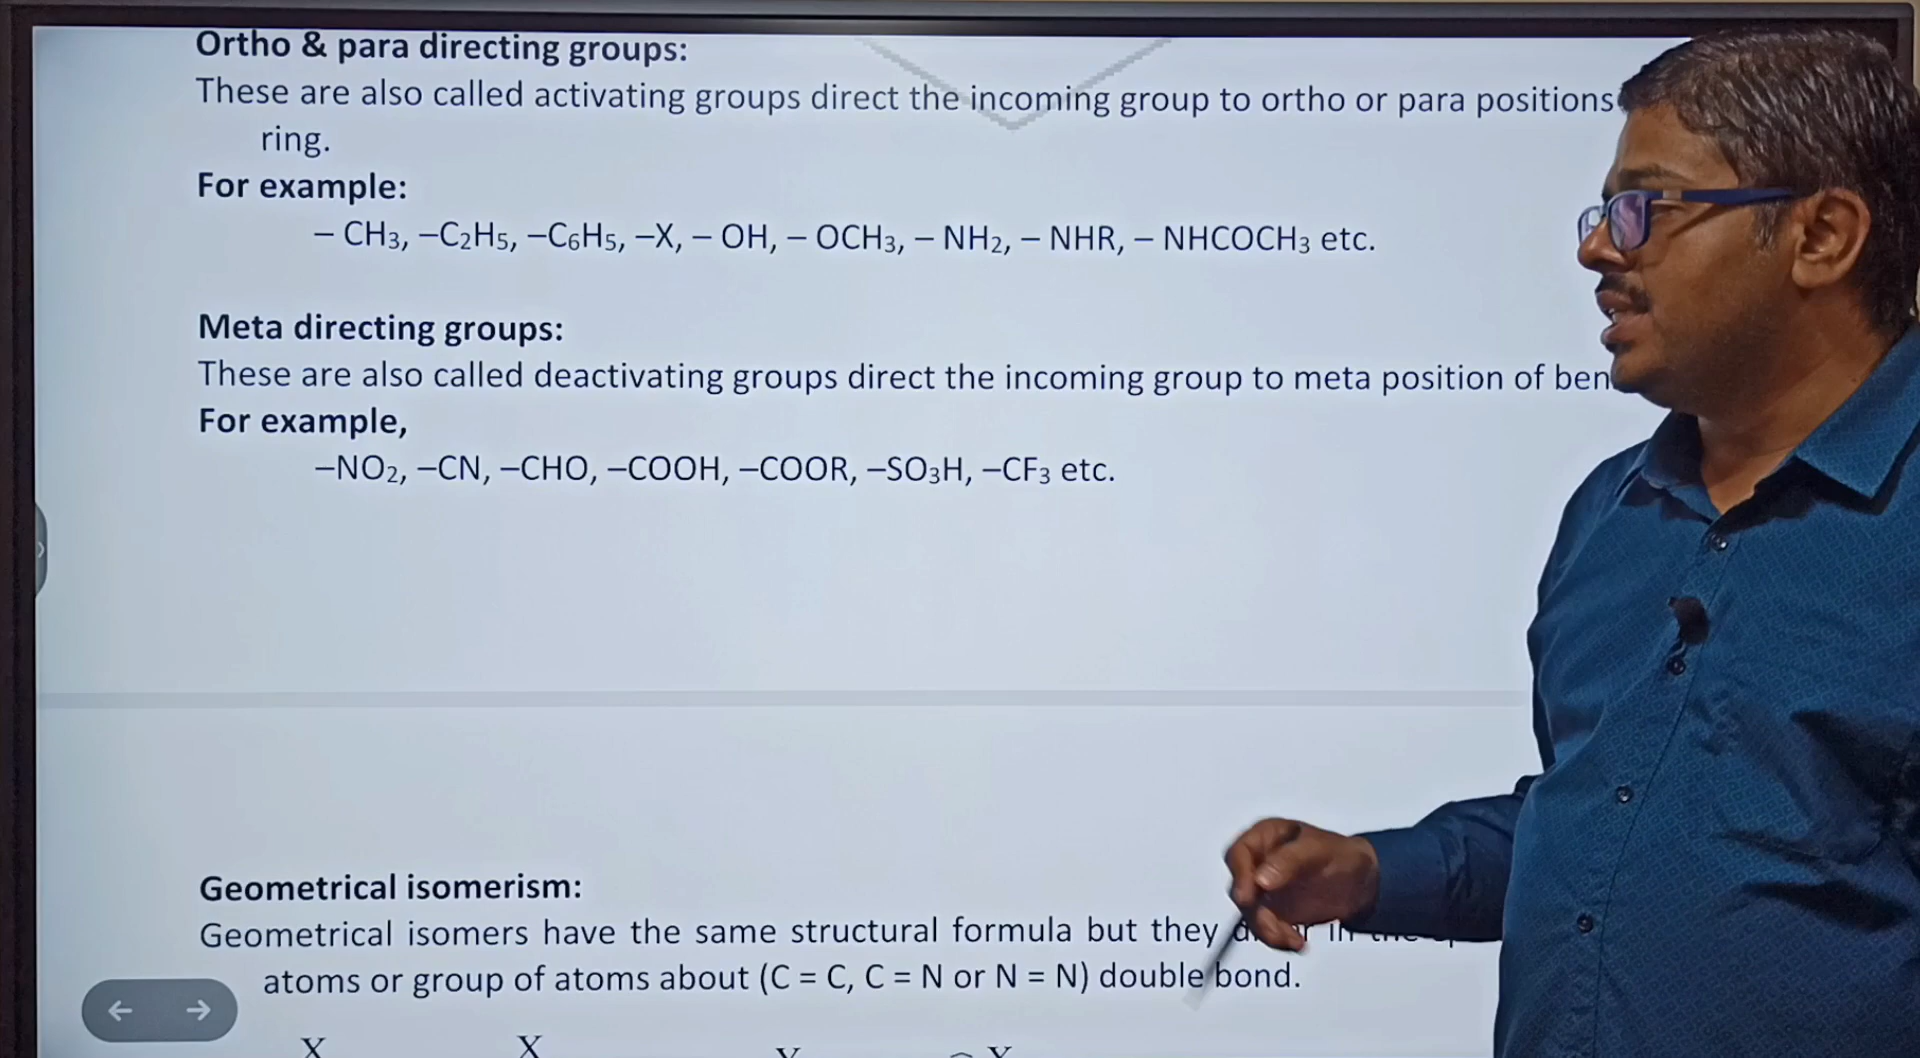 Ortho & para directing groups:
These are also called activating groups direct the incoming group to ortho or para positions
ring.
For example:
– CH₃, –C₂H₅, –C₆H₅, –X, – OH, – OCH₃, – NH₂, – NHR, – NHCOCH₃ etc.
Meta directing groups:
These are also called deactivating groups direct the incoming group to meta position of
For example,
–NO₂, –CN, –CHO, –COOH, –COOR, –SO₃H, –CF₃ etc.
Geometrical isomerism:
Geometrical isomers have the same structural formula but they in
atoms or group of atoms about (C = C, C = N or N = N) double bond.
X X